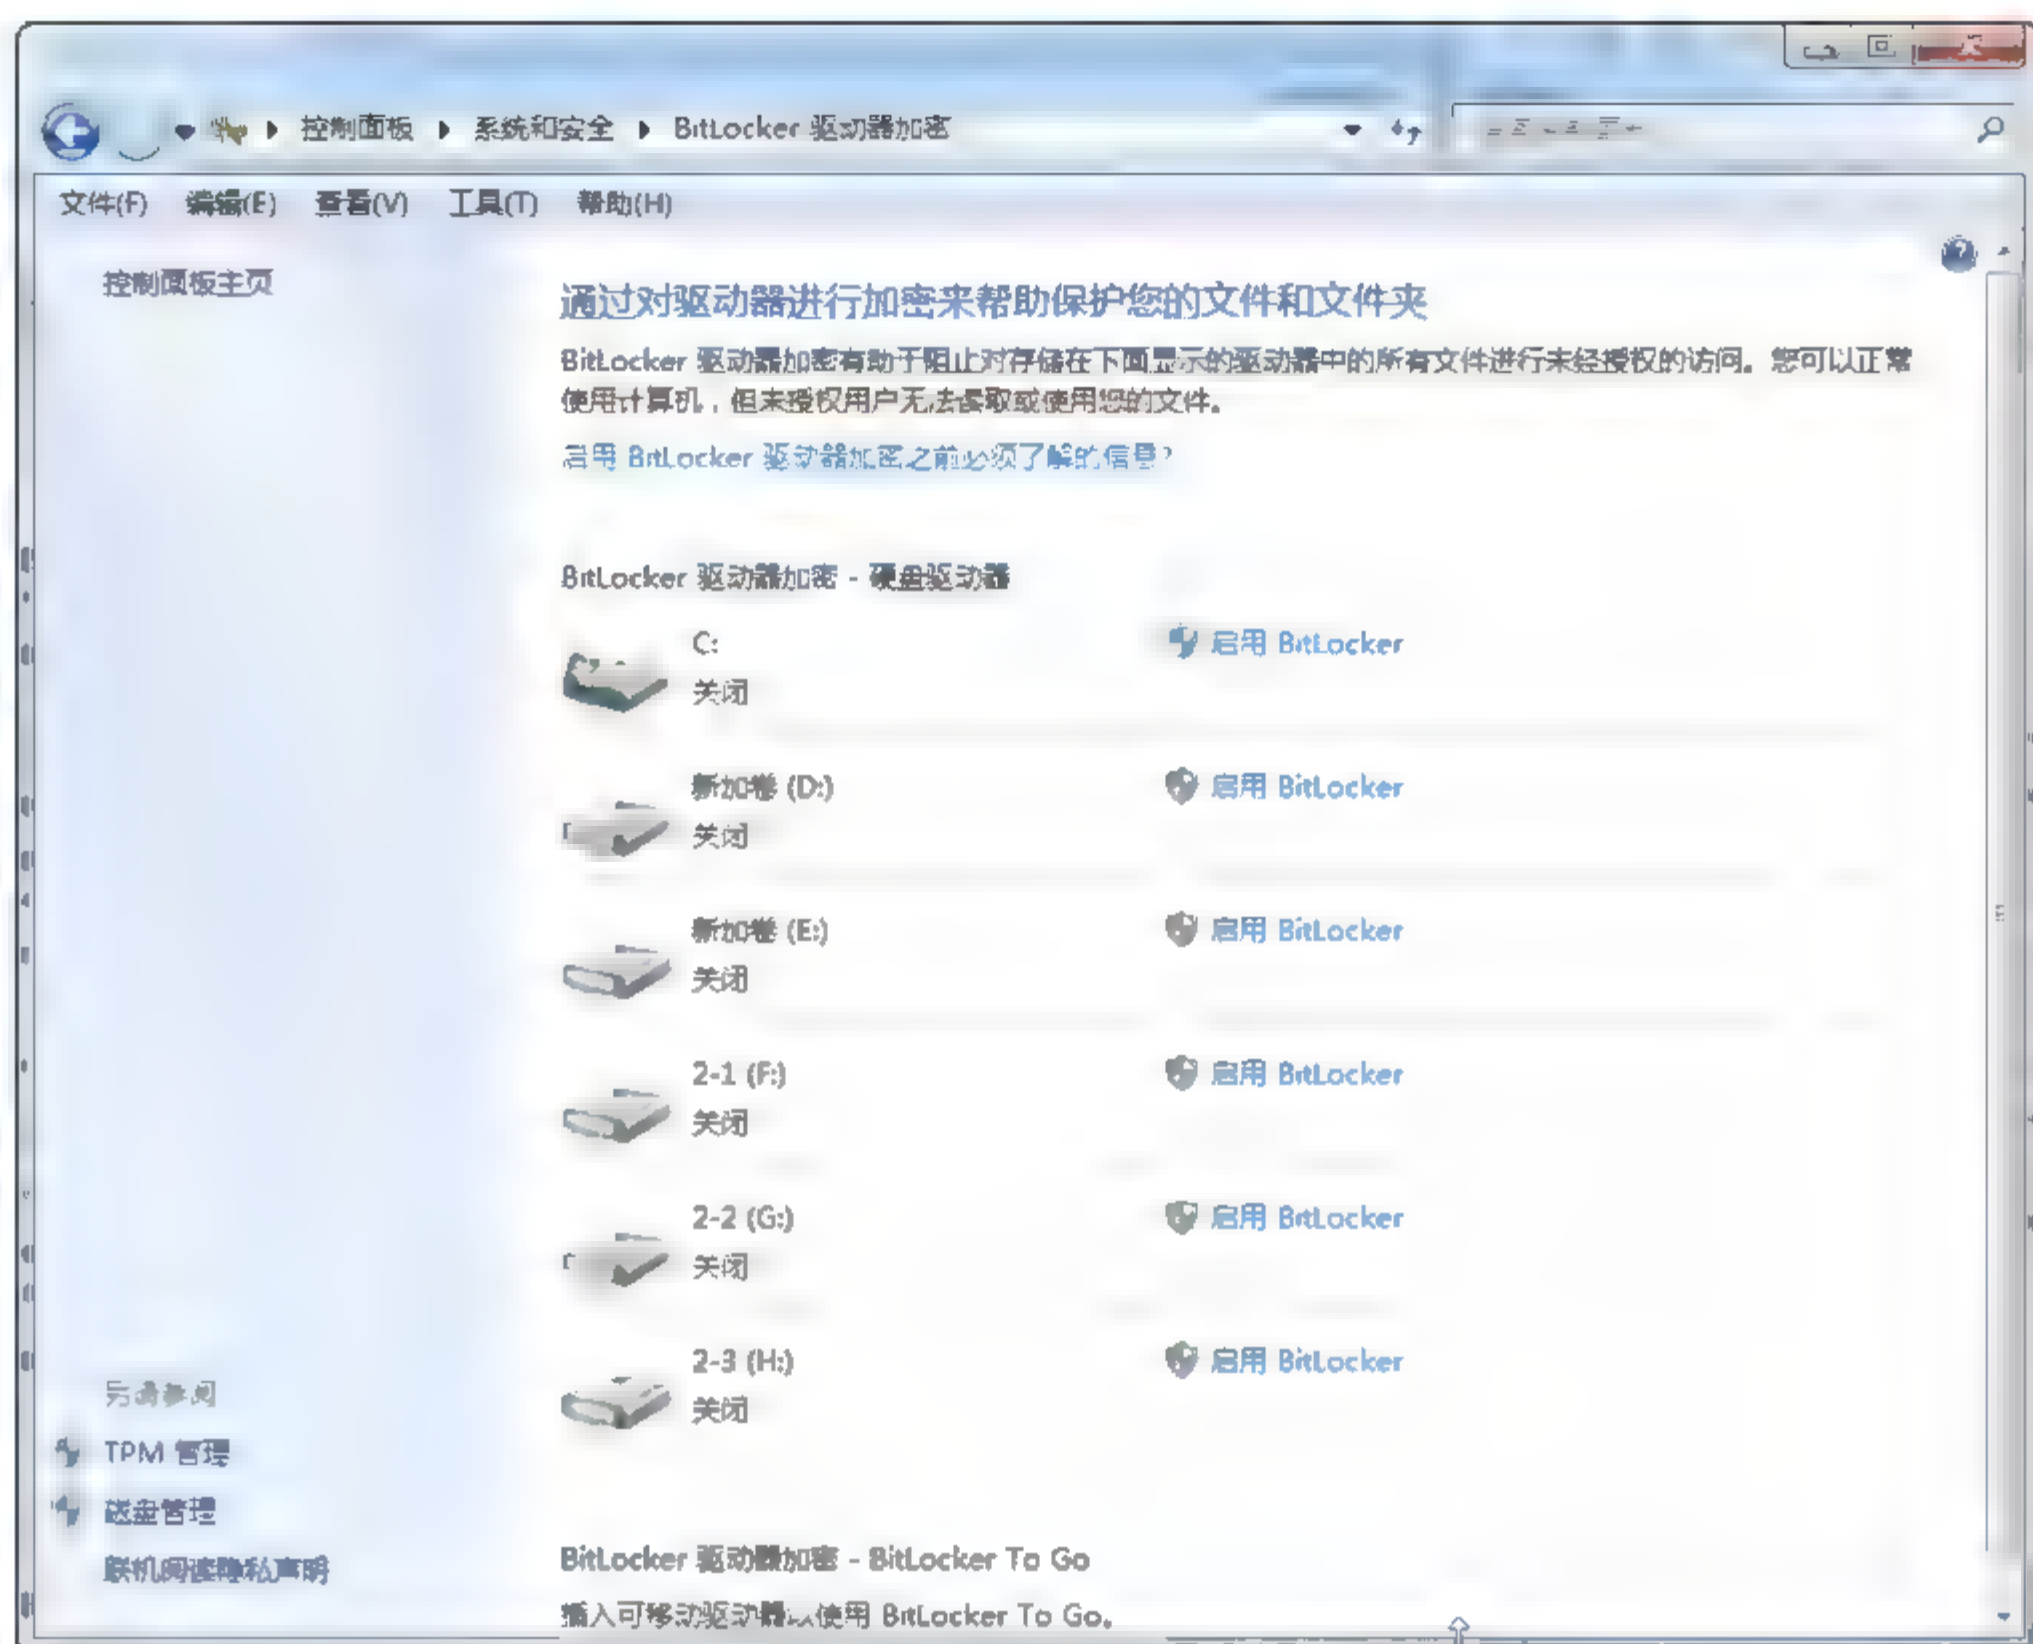 控制面板 ▸ 系统和安全 ▸ BitLocker 驱动器加密
文件(F) 编辑(E) 查看(V) 工具(T) 帮助(H)
控制面板主页
通过对驱动器进行加密来帮助保护您的文件和文件夹
BitLocker 驱动器加密有助于阻止对存储在下面显示的驱动器中的所有文件进行未经授权的访问。您可以正常
使用计算机，但未授权用户无法读取或使用您的文件。
启用 BitLocker 驱动器加密之前必须了解的信息?
BitLocker 驱动器加密 - 硬盘驱动器
C: 启用 BitLocker
关闭
新加卷 (D:) 启用 BitLocker
关闭
新加卷 (E:) 启用 BitLocker
关闭
2-1 (F:) 启用 BitLocker
关闭
2-2 (G:) 启用 BitLocker
关闭
2-3 (H:) 启用 BitLocker
关闭
另请参阅
TPM 管理
磁盘管理
联机阅读隐私声明
BitLocker 驱动器加密 - BitLocker To Go
插入可移动驱动器以使用 BitLocker To Go。